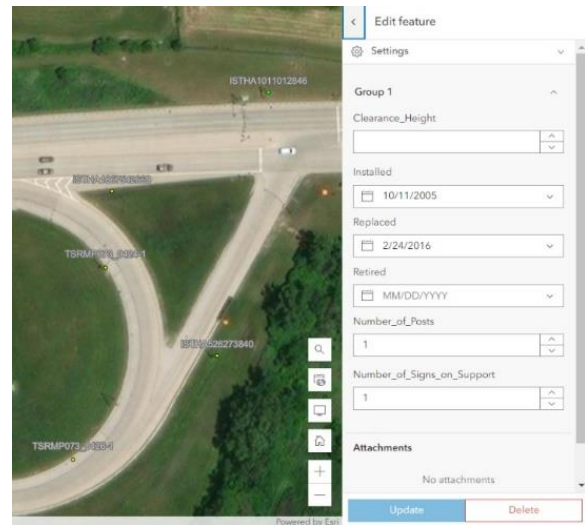 Edit feature
Settings
Group 1
Clearance_Height
Installed
10/11/2005
Replaced
2/24/2016
Retired
MM/DD/YYYY
Number_of_Posts
1
Number_of_Signs_on_Support
1
Attachments
No attachments
Update
Delete
ISTHA1011012846
ISTHA526273840
Powered by Esri